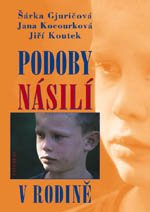 Šárka Gjuričová
Jana Kocourková
Jiří Koutek
PODOBY
NÁSILÍ
V RODINĚ